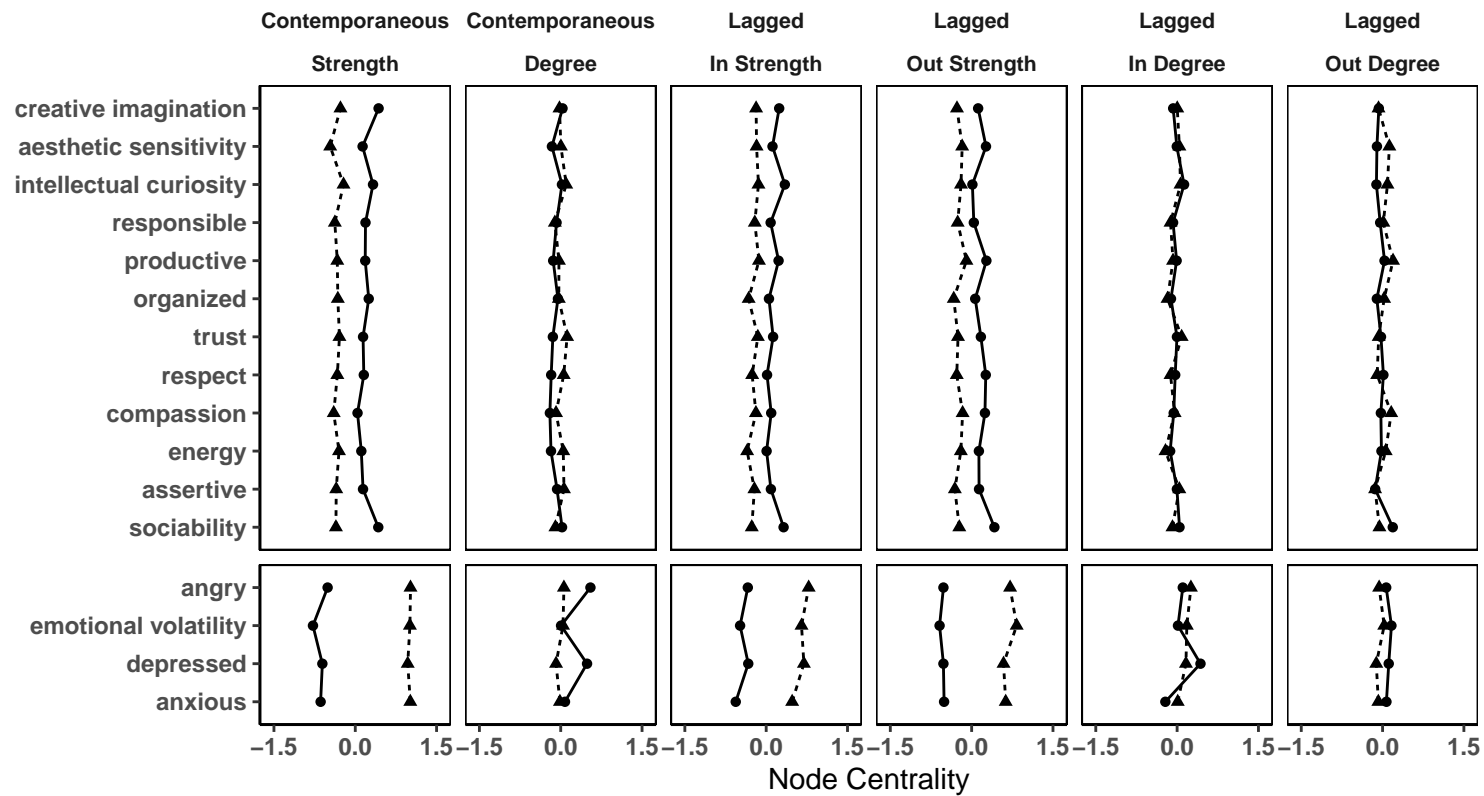 Contemporaneous Contemporaneous Lagged Lagged Lagged Lagged
Strength Degree In Strength Out Strength In Degree Out Degree
creative imagination
aesthetic sensitivity
intellectual curiosity
responsible
productive
organized
trust
respect
compassion
energy
assertive
sociability
angry
emotional volatility
depressed
anxious
−1.5 0.0 1.5 −1.5 0.0 1.5 −1.5 0.0 1.5 −1.5 0.0 1.5 −1.5 0.0 1.5 −1.5 0.0 1.5
Node Centrality